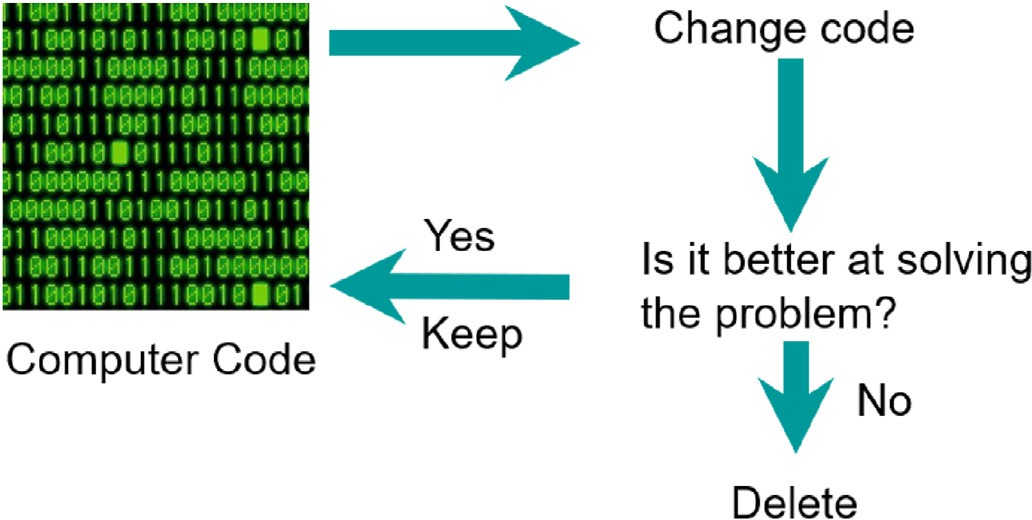 Change code
Yes
Is it better at solving
the problem?
Keep
Computer Code
No
Delete